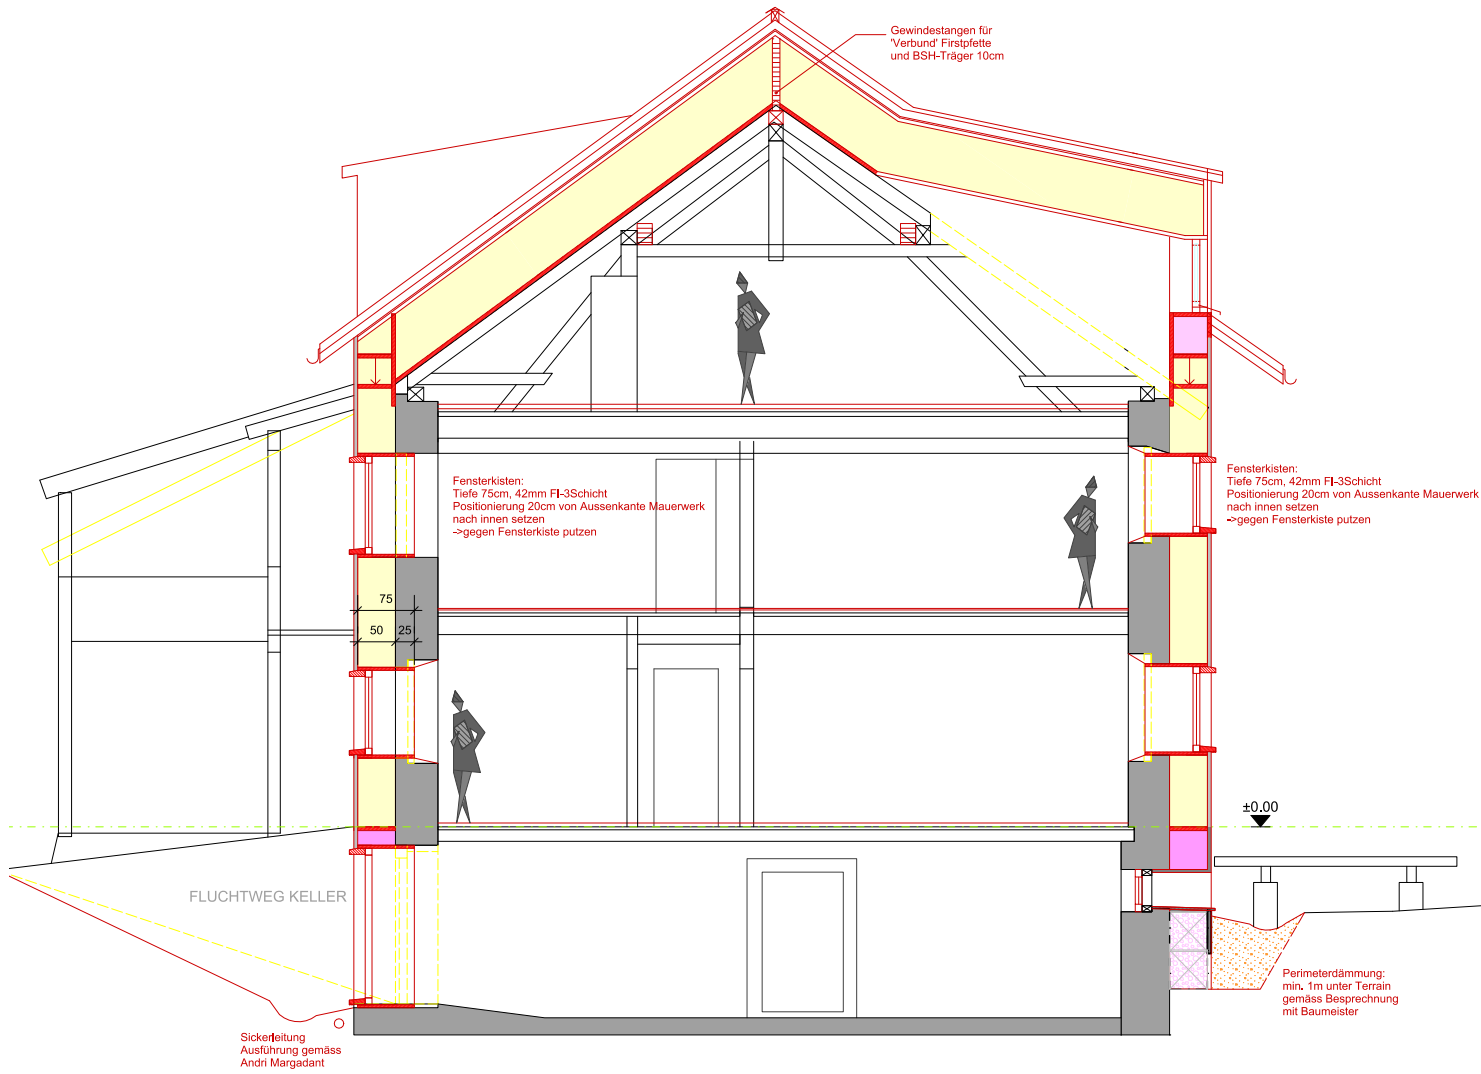 Gewindestangen für
'Verbund' Firstpfette
und BSH-Träger 10cm
Fensterkisten:
Tiefe 75cm, 42mm FI-3Schicht
Positionierung 20cm von Aussenkante Mauerwerk
nach innen setzen
->gegen Fensterkiste putzen
Fensterkisten:
Tiefe 75cm, 42mm FI-3Schicht
Positionierung 20cm von Aussenkante Mauerwerk
nach innen setzen
->gegen Fensterkiste putzen
75
50 25
±0.00
FLUCHTWEG KELLER
Perimeterdämmung:
min. 1m unter Terrain
gemäss Besprechnung
mit Baumeister
Sickerleitung
Ausführung gemäss
Andri Margadant